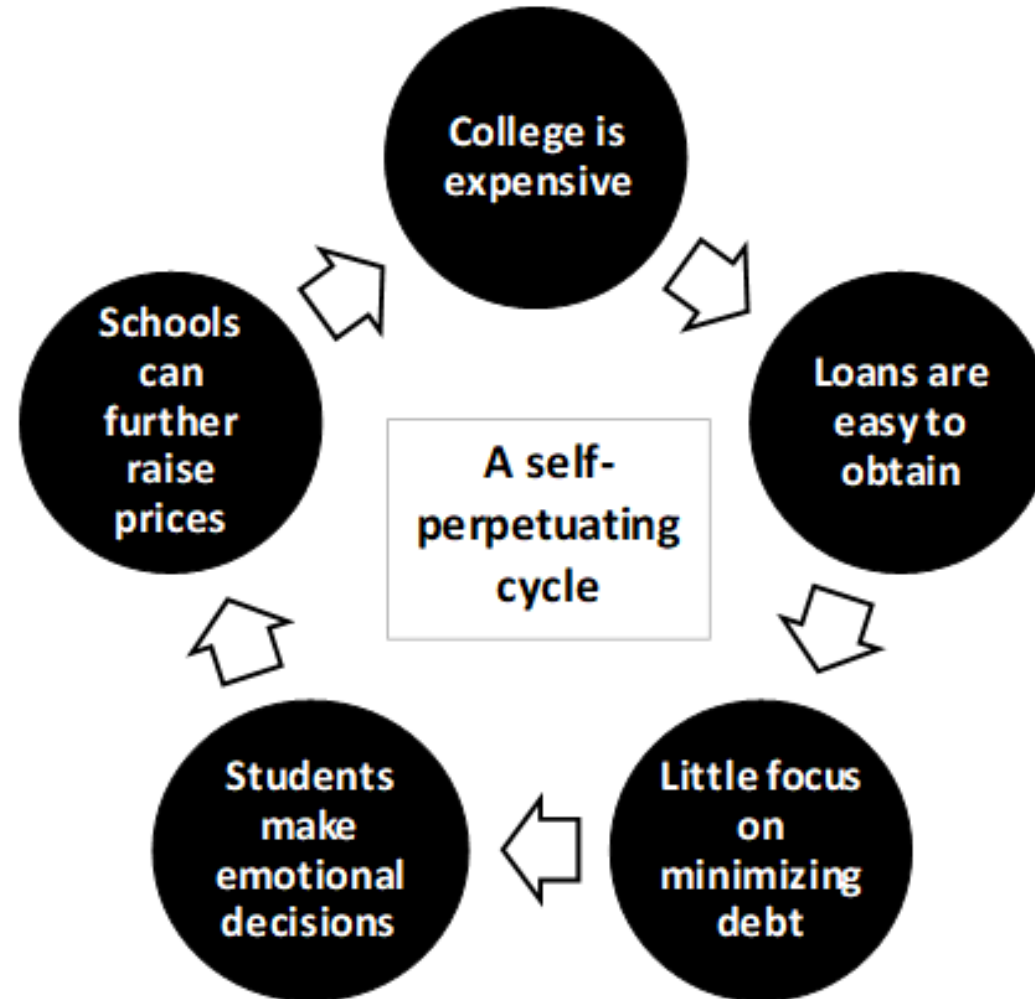 College is
expensive
Loans are
easy to
obtain
Little focus
on
minimizing
debt
Students
make
emotional
decisions
Schools
can
further
raise
prices
A self-
perpetuating
cycle